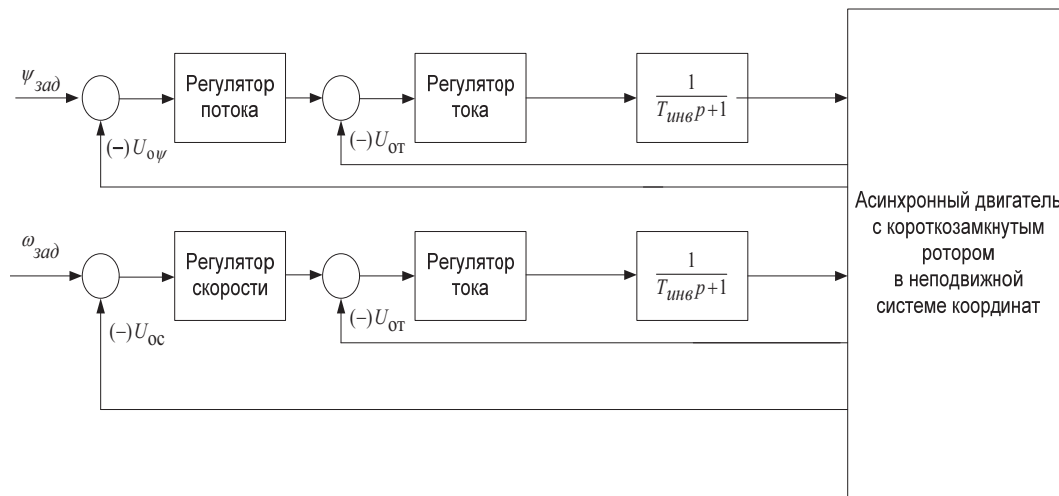 ψзад
Регулятор
потока
Регулятор
тока
1
Tинвp+1
(−)Uоψ
(−)Uот
ωзад
Регулятор
скорости
Регулятор
тока
1
Tинвp+1
(−)Uос
(−)Uот
Асинхронный двигатель
с короткозамкнутым
ротором
в неподвижной
системе координат